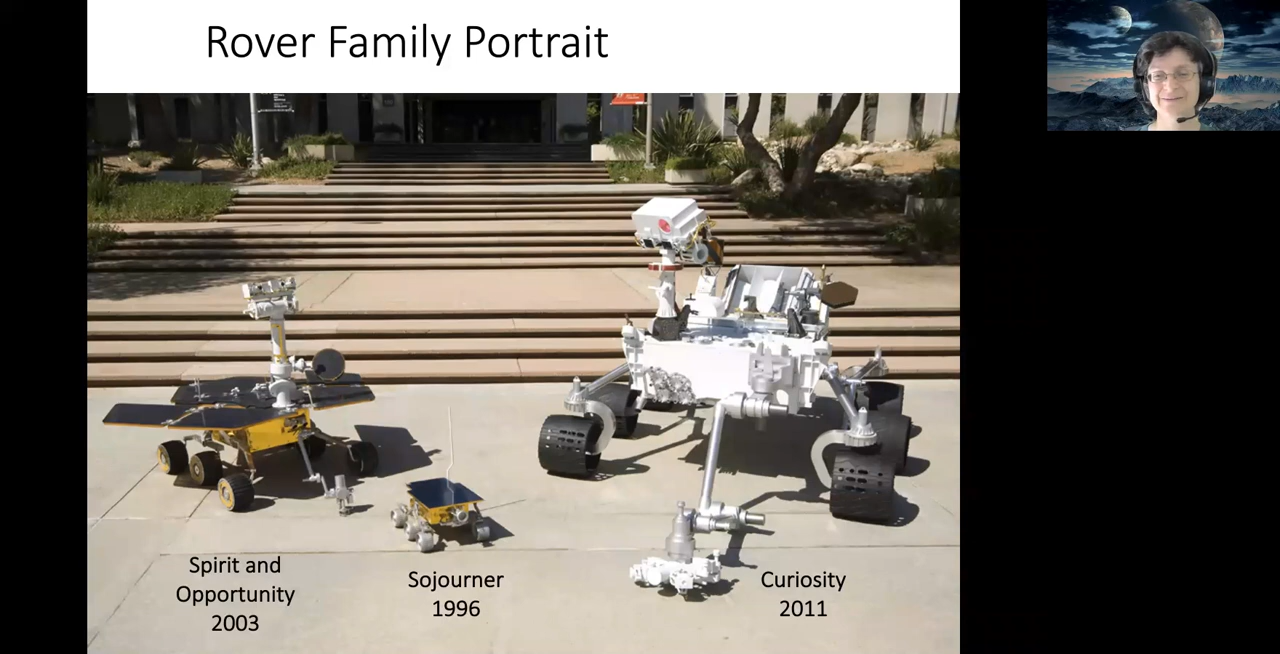 Rover Family Portrait
Spirit and
Opportunity
2003
Sojourner
1996
Curiosity
2011